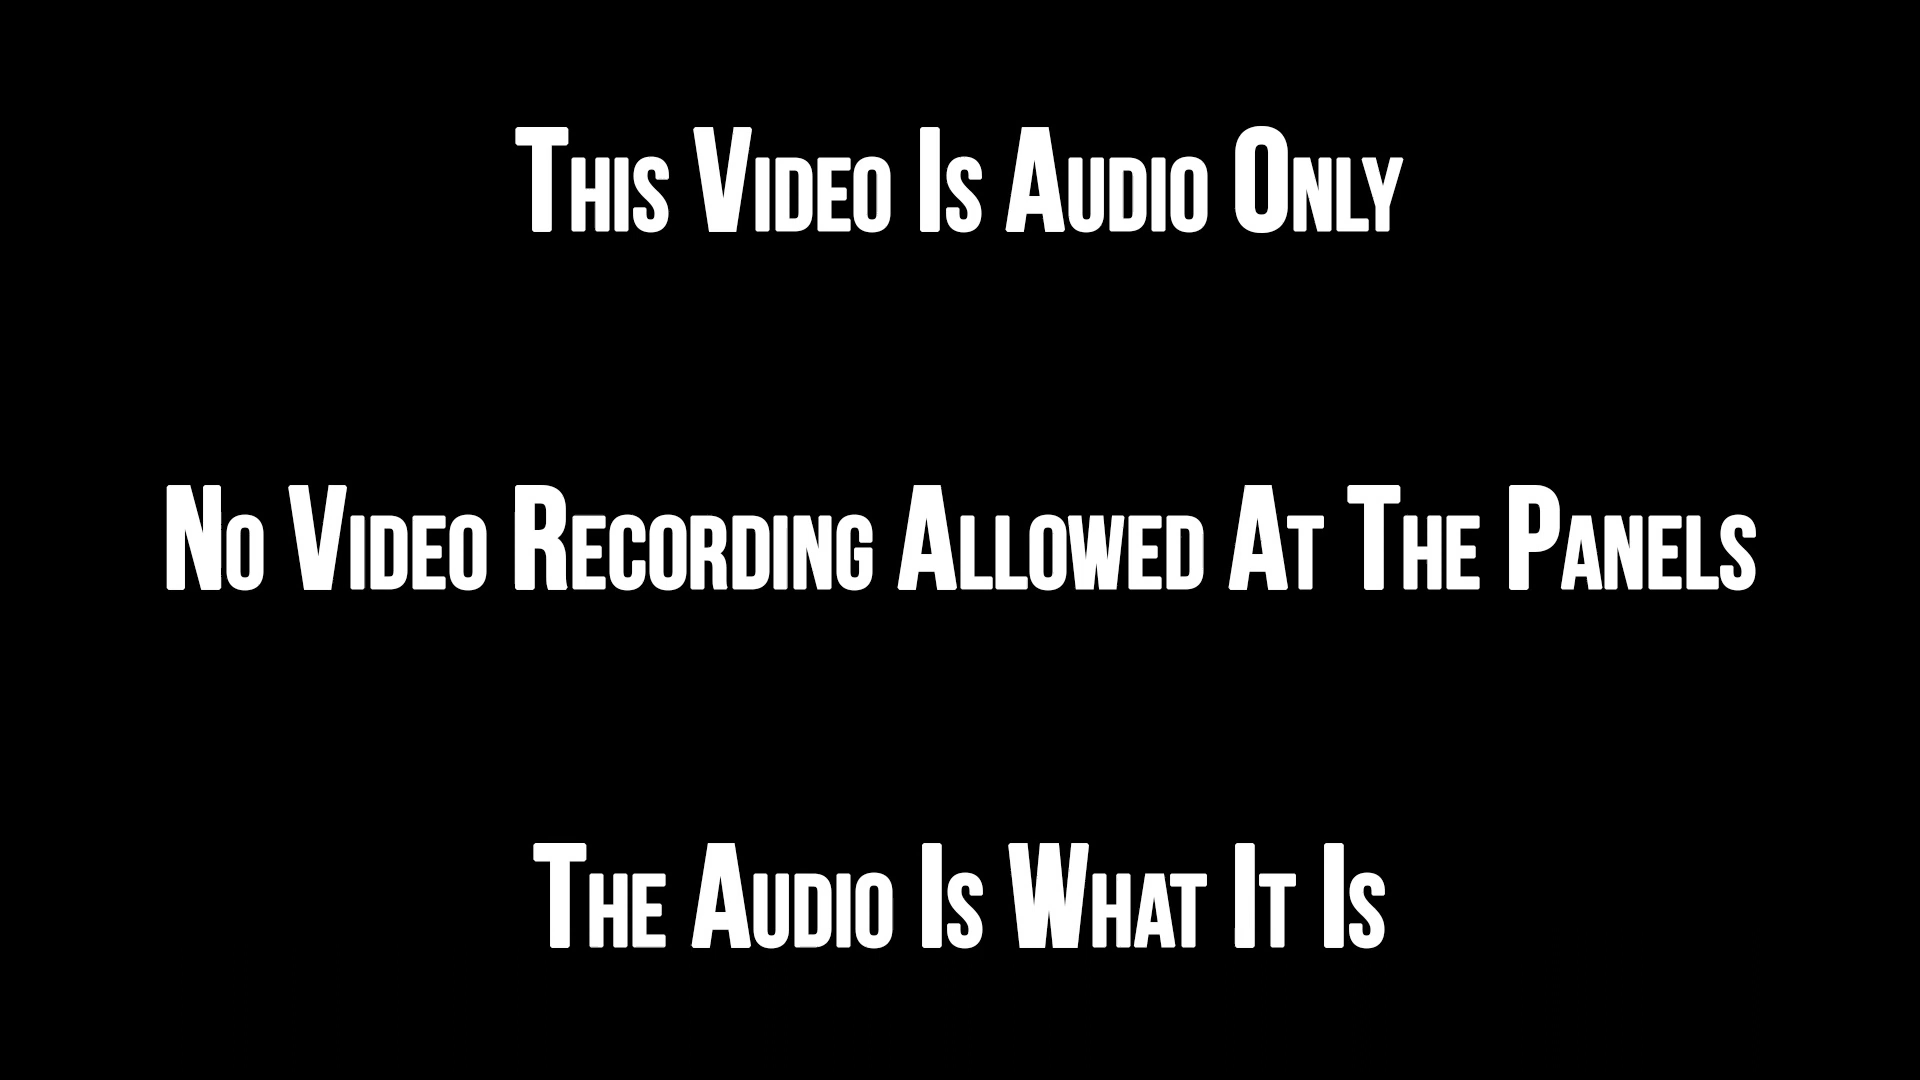 This Video Is Audio Only
No Video Recording Allowed At The Panels
The Audio Is What It Is